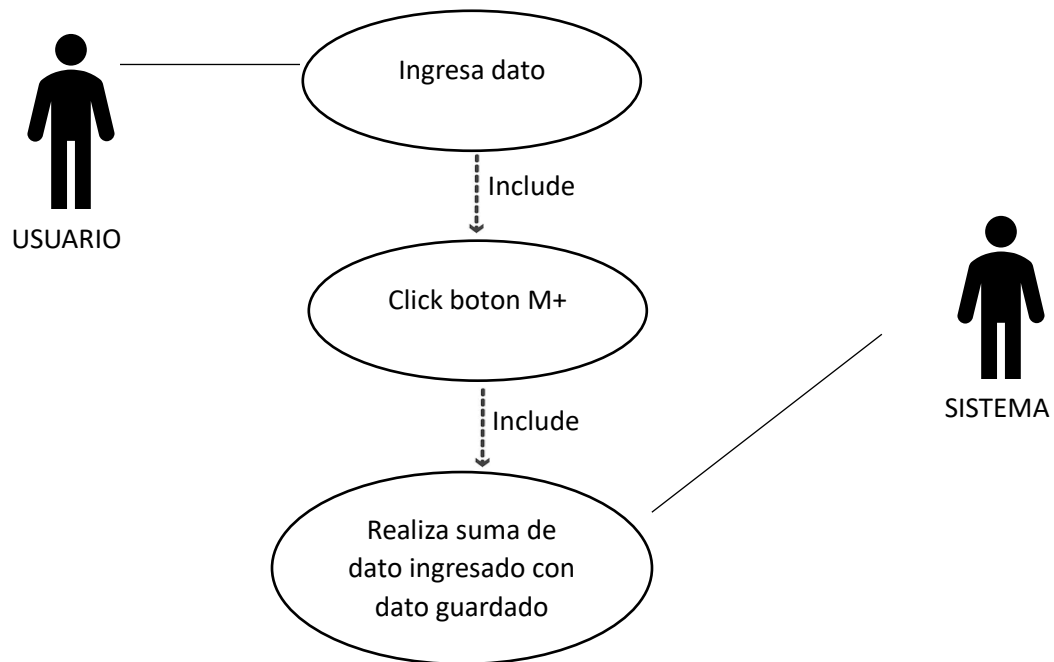 Ingresa dato
Include
USUARIO
Click boton M+
Include
SISTEMA
Realiza suma de
dato ingresado con
dato guardado